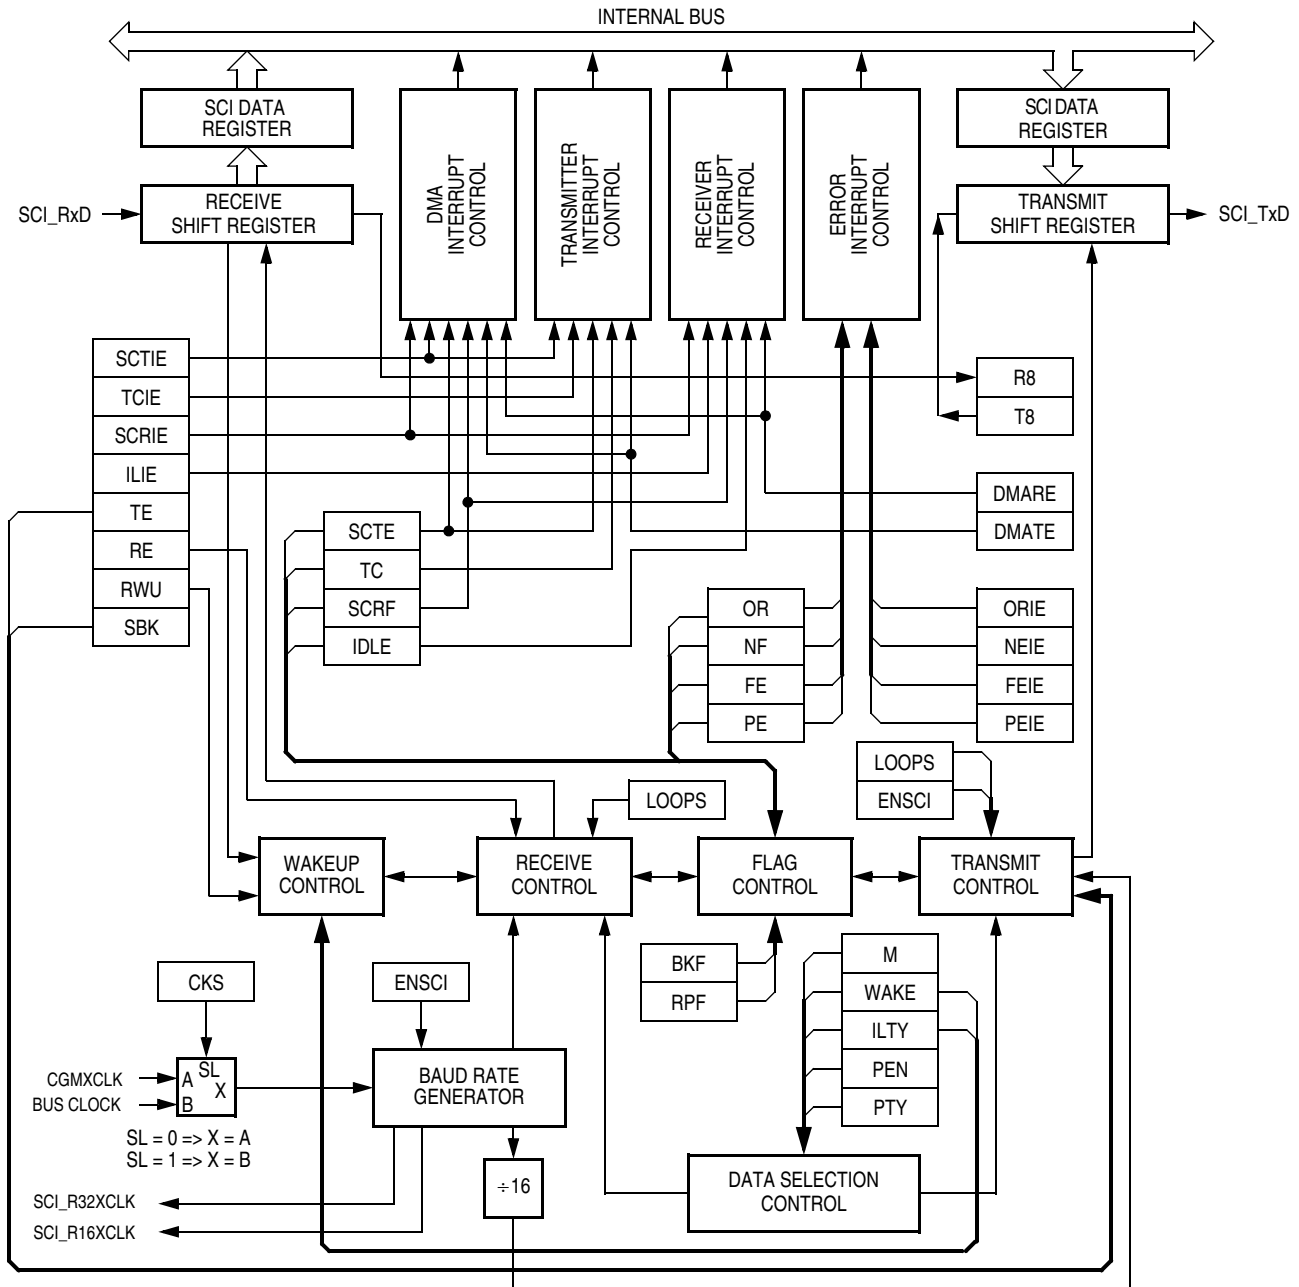 INTERNAL BUS
SCI DATA
REGISTER
DMA
INTERRUPT
CONTROL
TRANSMITTER
INTERRUPT
CONTROL
RECEIVER
INTERRUPT
CONTROL
ERROR
INTERRUPT
CONTROL
SCI DATA
REGISTER
SCI_RxD
RECEIVE
SHIFT REGISTER
TRANSMIT
SHIFT REGISTER
SCI_TxD
SCTIE
TCIE
SCRIE
ILIE
TE
RE
RWU
SBK
R8
T8
DMARE
DMATE
SCTE
TC
SCRF
IDLE
OR
NF
FE
PE
ORIE
NEIE
FEIE
PEIE
LOOPS
ENSCI
LOOPS
WAKEUP
CONTROL
RECEIVE
CONTROL
FLAG
CONTROL
TRANSMIT
CONTROL
BKF
RPF
M
WAKE
ILTY
PEN
PTY
CKS
ENSCI
CGMXCLK
BUS CLOCK
A
B
SL
X
SL = 0 => X = A
SL = 1 => X = B
BAUD RATE
GENERATOR
÷16
DATA SELECTION
CONTROL
SCI_R32XCLK
SCI_R16XCLK